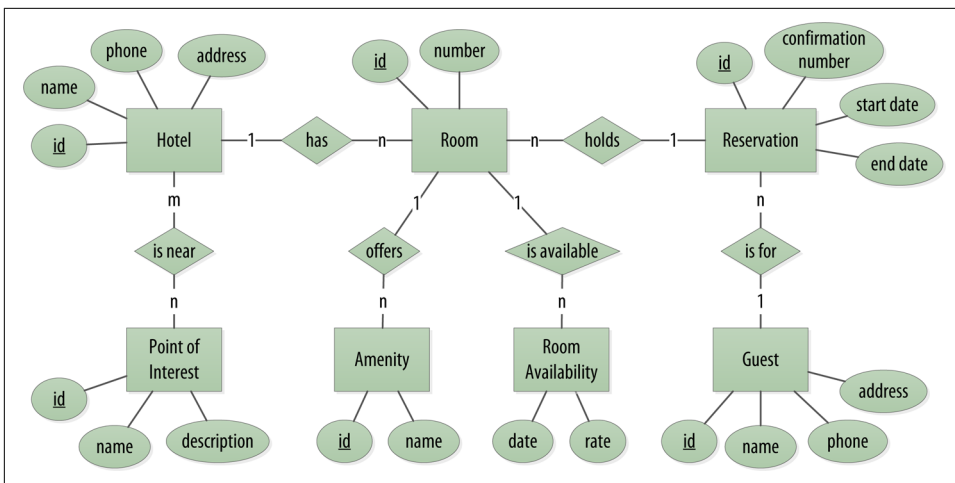 phone
address
name
id
Hotel
1
has
n
id
number
Room
n
holds
1
id
confirmation
number
start date
end date
Reservation
m
is near
n
1
offers
n
1
is available
n
n
is for
1
Point of
Interest
id
name
description
Amenity
id
name
Room
Availability
date
rate
Guest
address
id
name
phone